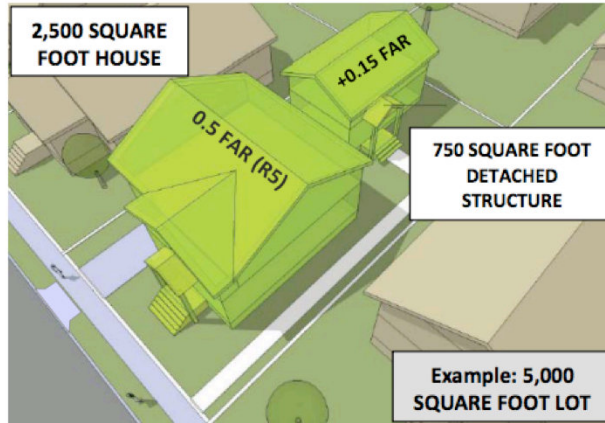 2,500 SQUARE
FOOT HOUSE
+0.15 FAR
0.5 FAR (R5)
750 SQUARE FOOT
DETACHED
STRUCTURE
Example: 5,000
SQUARE FOOT LOT